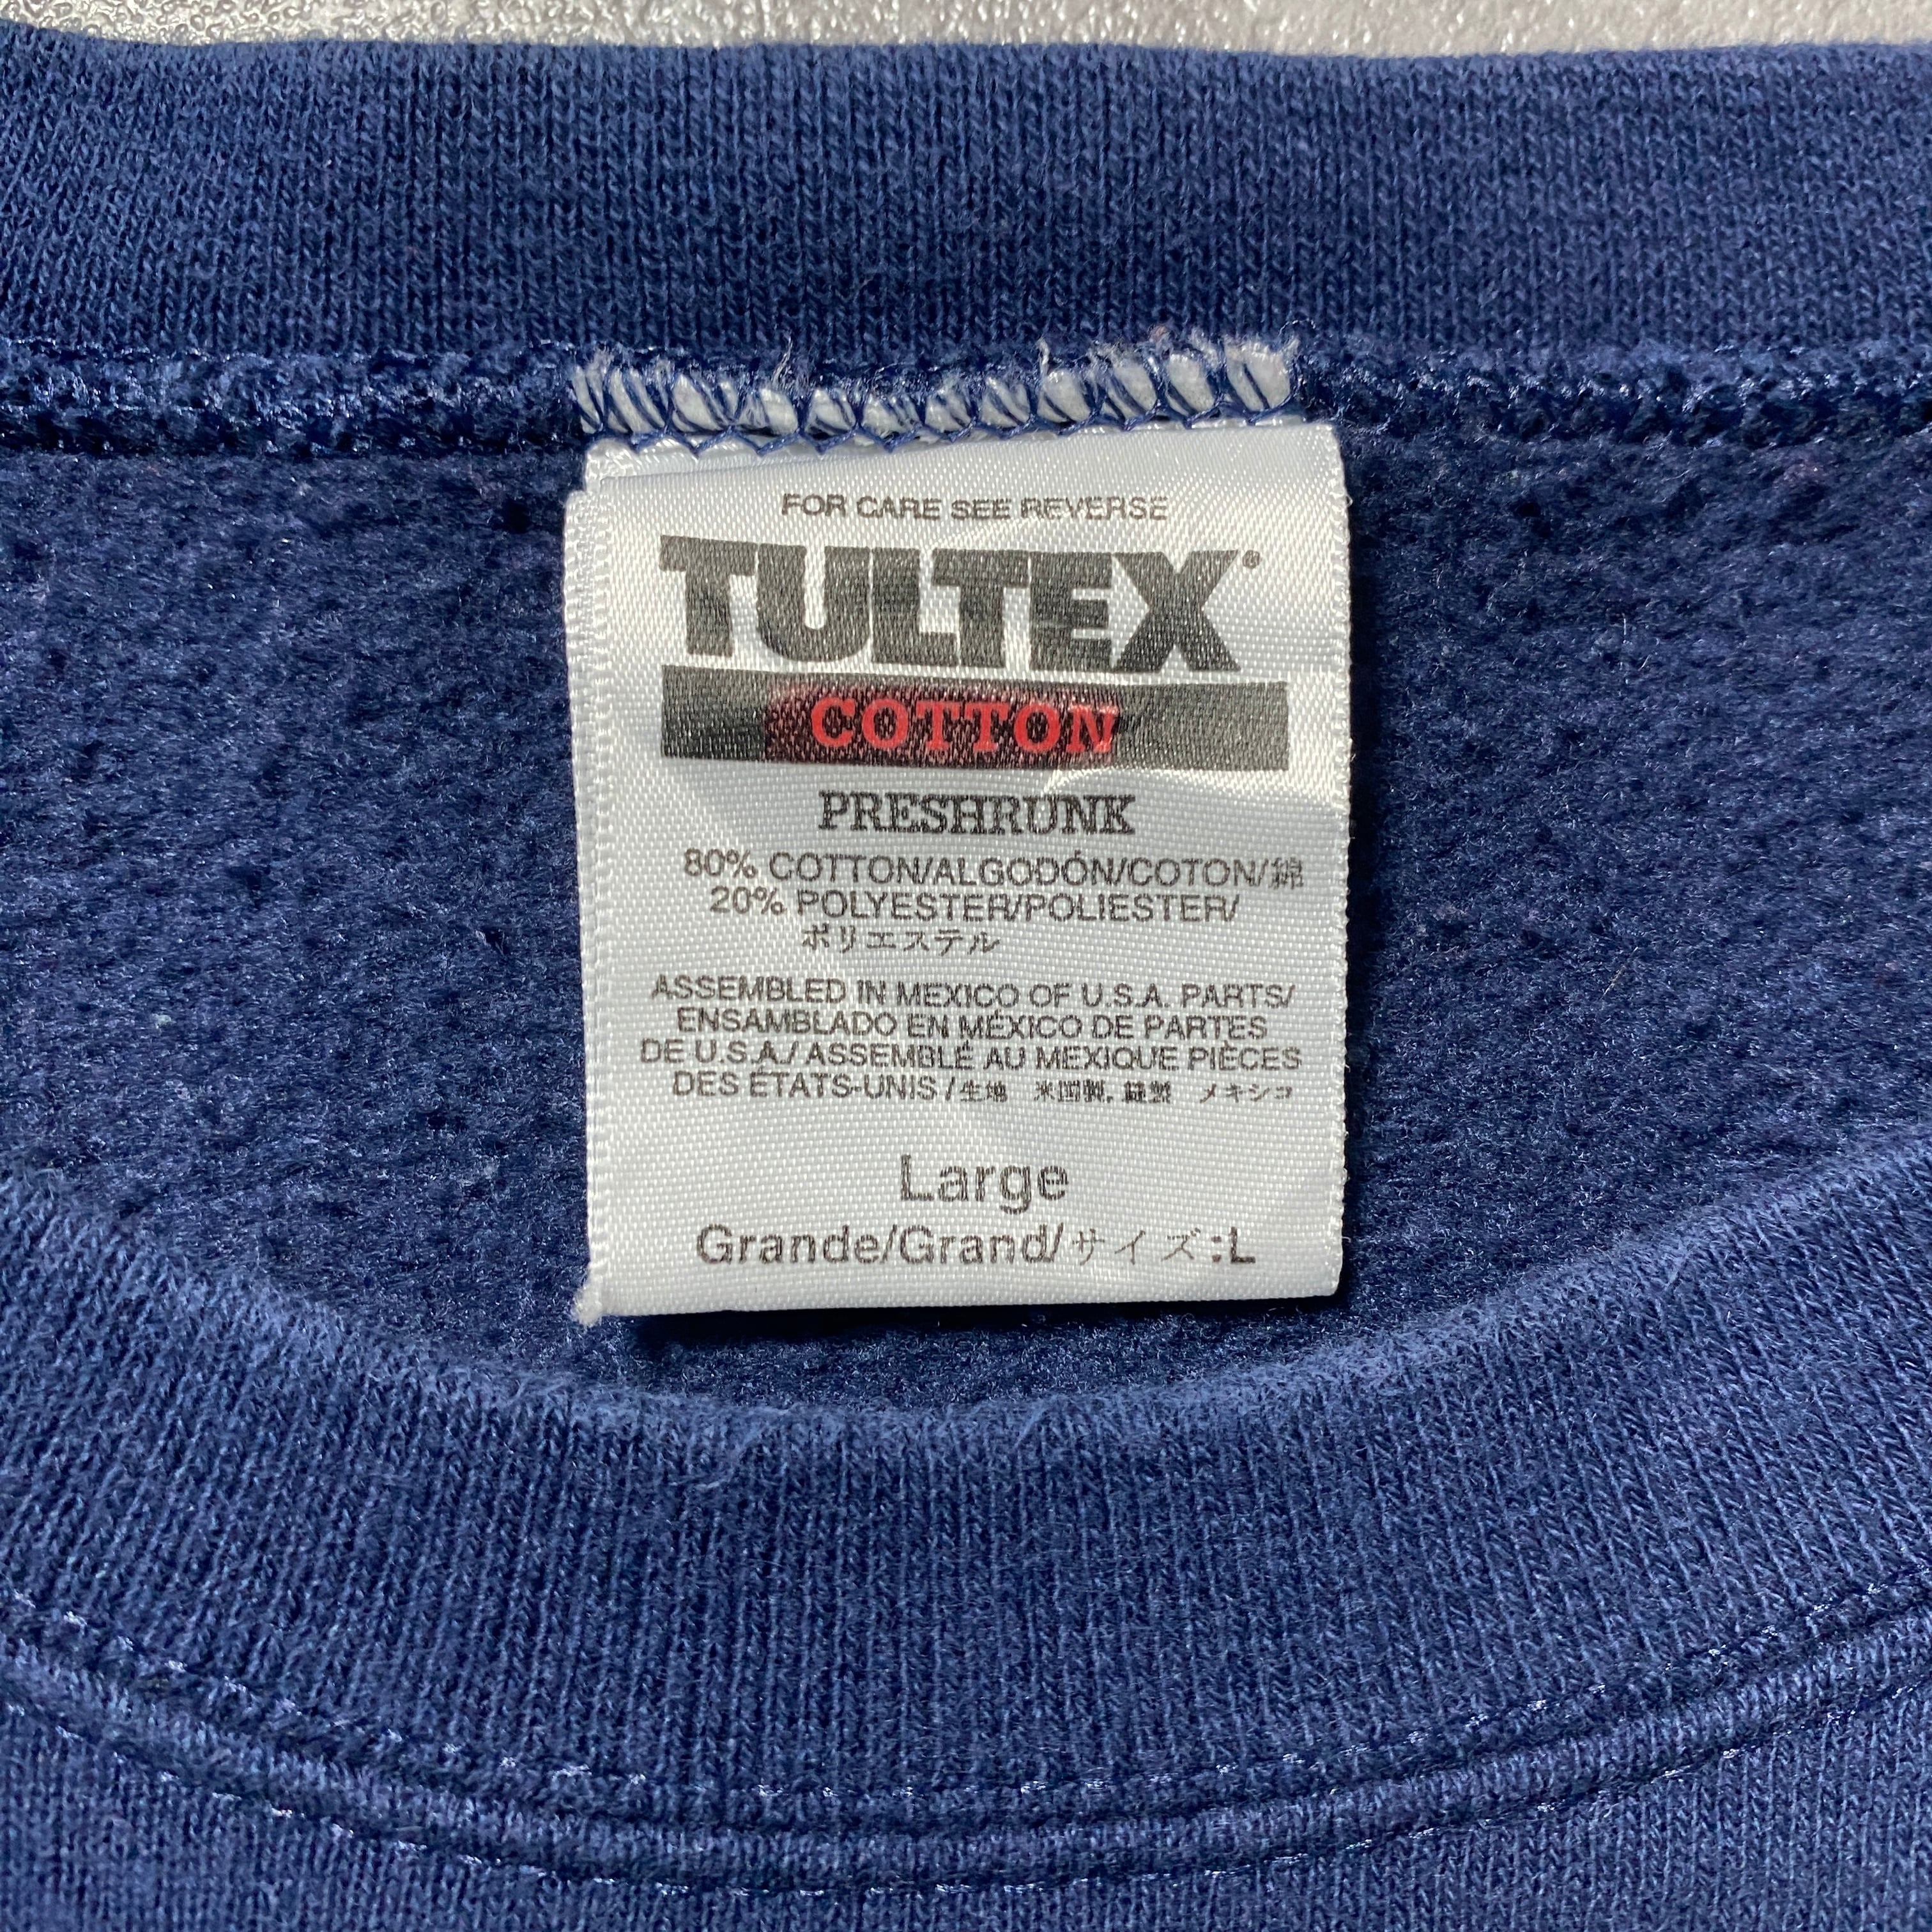 FOR CARE SEE REVERSE
TULTEX®
COTTON
PRESHRUNK
80% COTTON/ALGODÓN/COTON/綿
20% POLYESTER/POLIESTER/
ポリエステル
ASSEMBLED IN MEXICO OF U.S.A. PARTS/
ENSAMBLADO EN MÉXICO DE PARTES
DE U.S.A./ASSEMBLÉ AU MEXIQUE PIÈCES
DES ÉTATS-UNIS/生地 米国製, 縫製 メキシコ
Large
Grande/Grand/サイズ:L